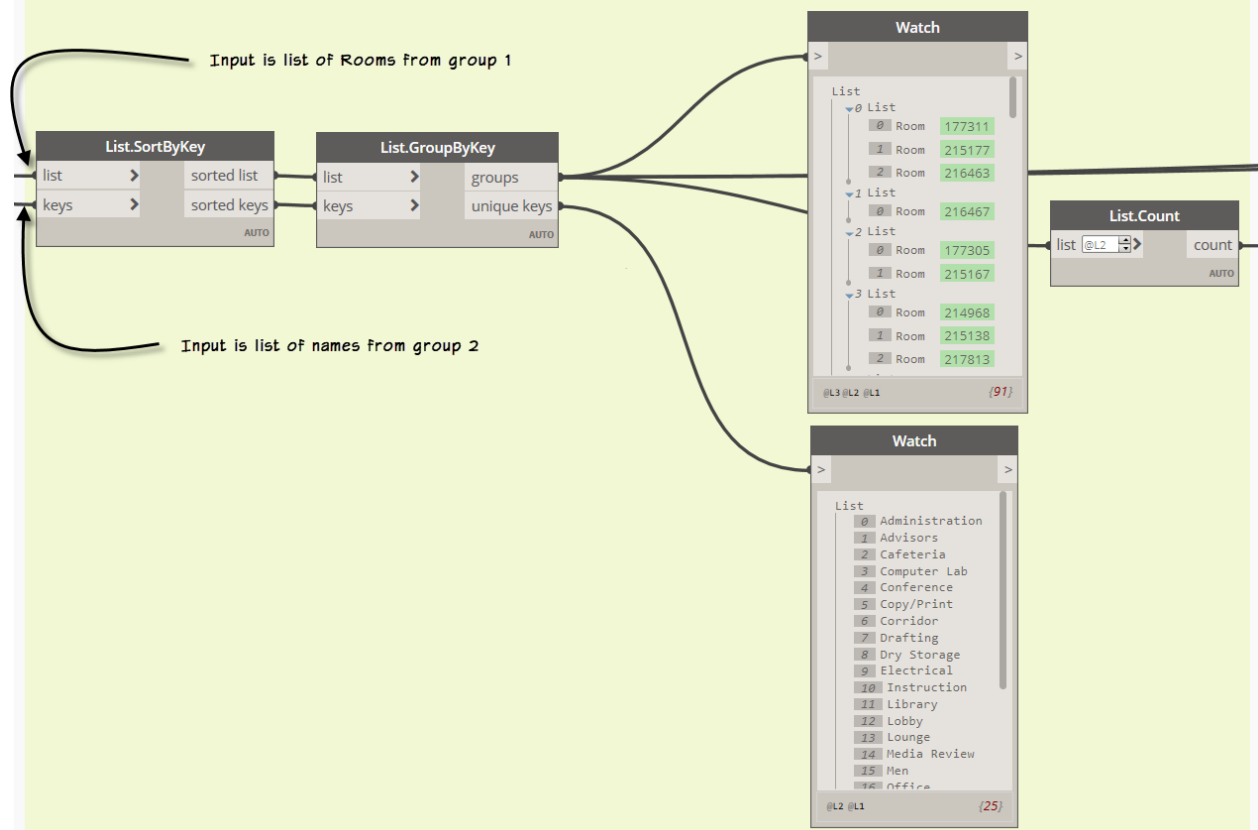 Input is list of Rooms from group 1
List.SortByKey
list > sorted list
keys > sorted keys
AUTO
List.GroupByKey
list > groups
keys > unique keys
AUTO
Watch
> >
List
0 List
0 Room 177311
1 Room 215177
2 Room 216463
1 List
0 Room 216467
2 List
0 Room 177305
1 Room 215167
3 List
0 Room 214968
1 Room 215138
2 Room 217813
@L3 @L2 @L1 {91}
List.Count
list @L2 > count
AUTO
Input is list of names from group 2
Watch
> >
List
0 Administration
1 Advisors
2 Cafeteria
3 Computer Lab
4 Conference
5 Copy/Print
6 Corridor
7 Drafting
8 Dry Storage
9 Electrical
10 Instruction
11 Library
12 Lobby
13 Lounge
14 Media Review
15 Men
16 Office
@L2 @L1 {25}